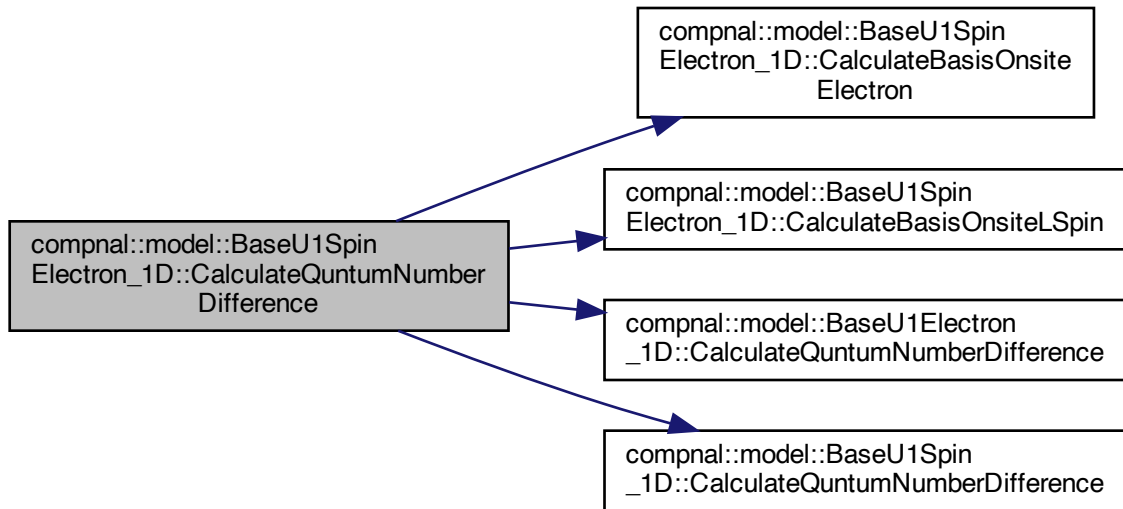 compnal::model::BaseU1Spin
Electron_1D::CalculateBasisOnsite
Electron
compnal::model::BaseU1Spin
Electron_1D::CalculateBasisOnsiteLSpin
compnal::model::BaseU1Spin
Electron_1D::CalculateQuntumNumber
Difference
compnal::model::BaseU1Electron
_1D::CalculateQuntumNumberDifference
compnal::model::BaseU1Spin
_1D::CalculateQuntumNumberDifference